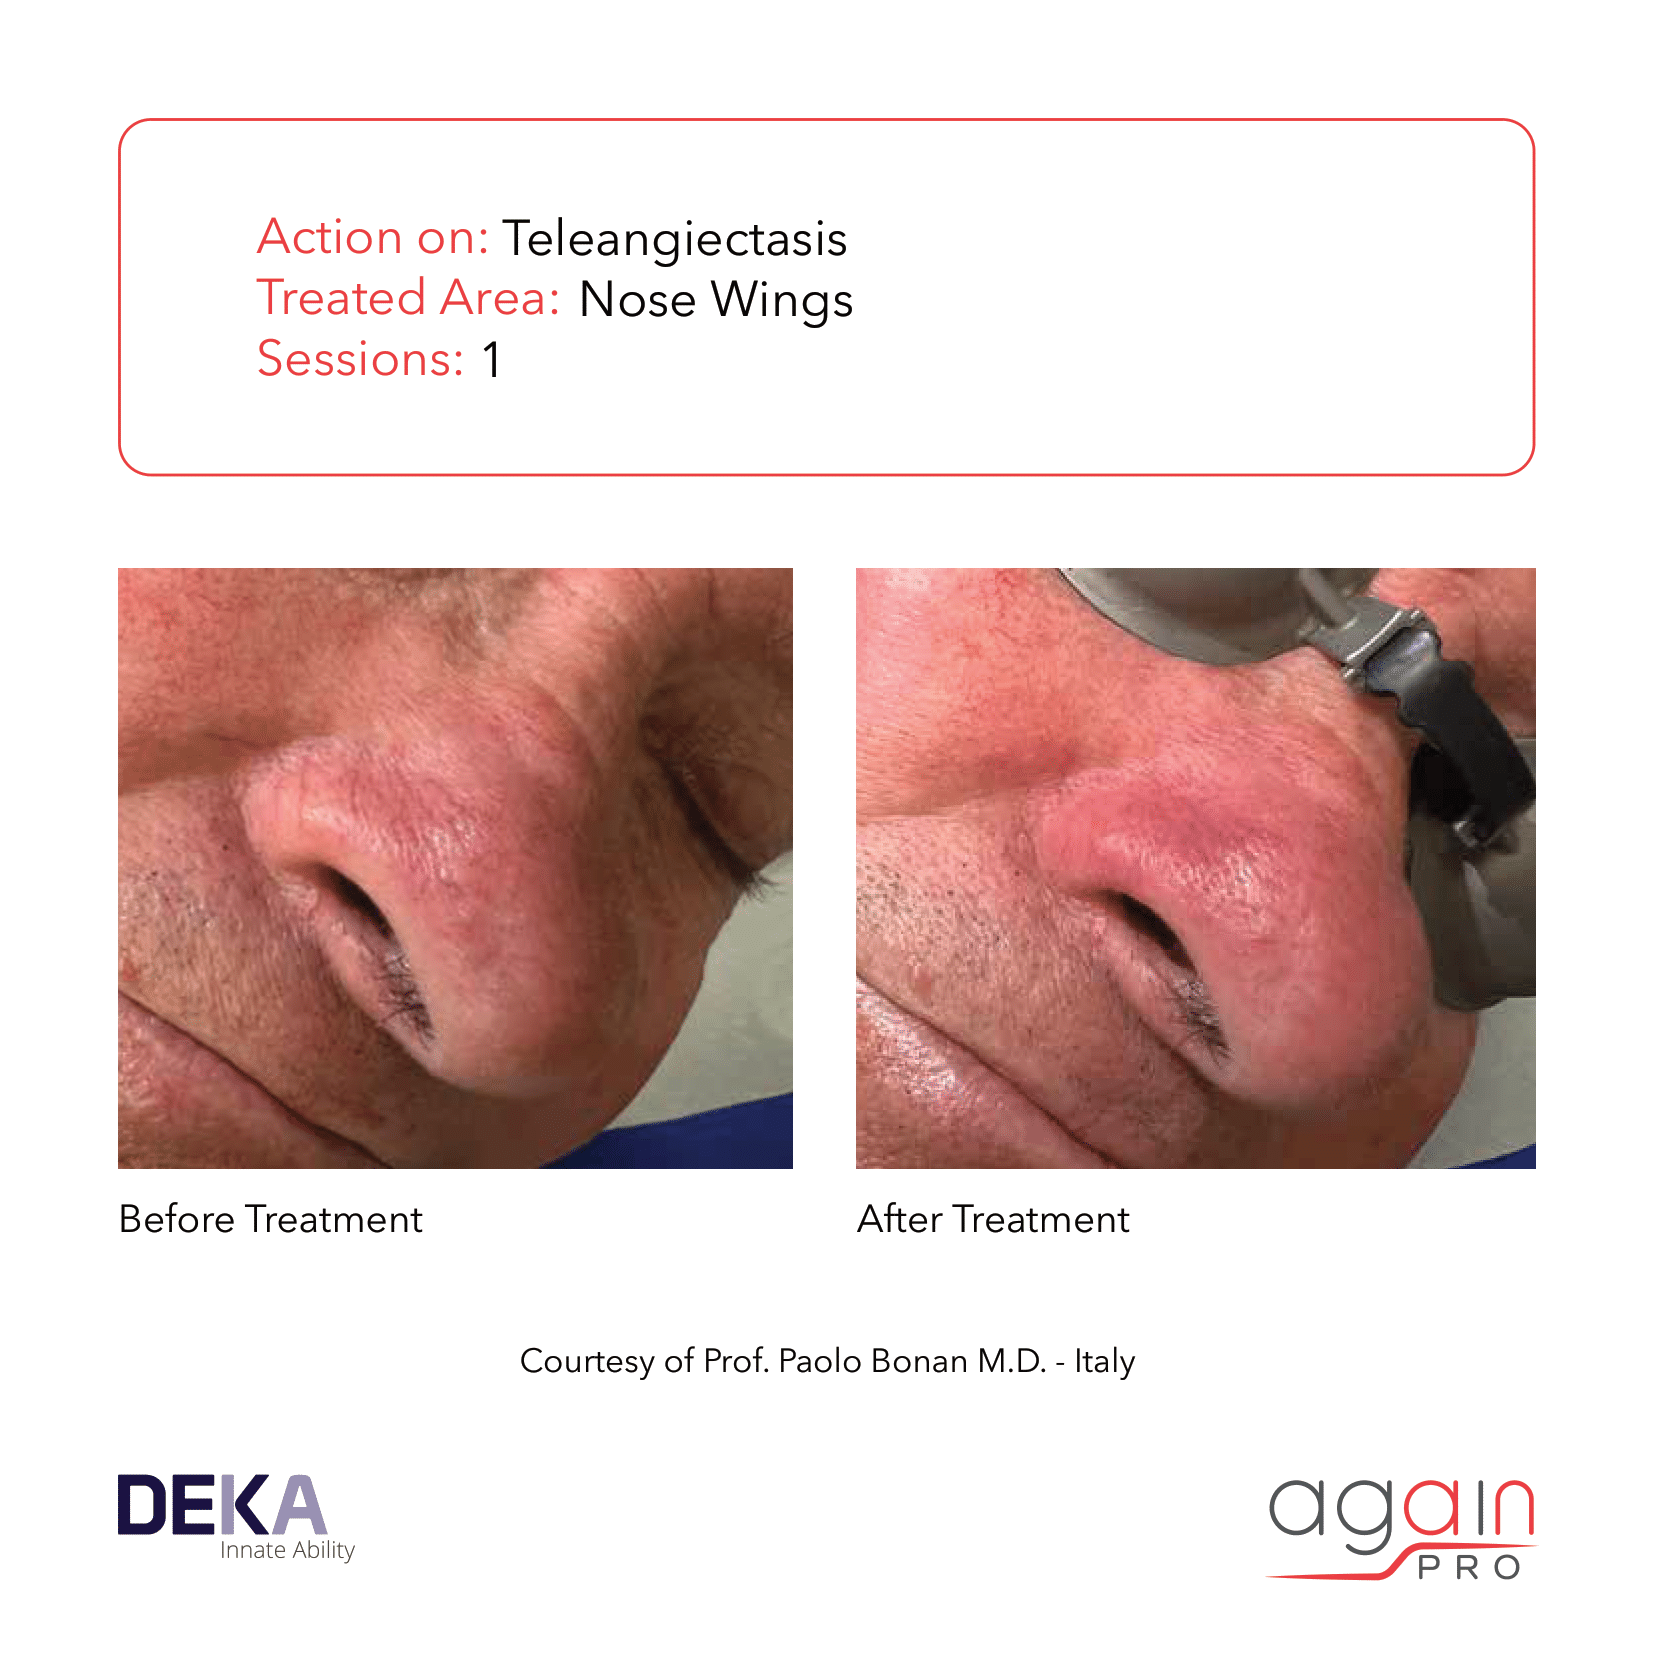 Action on: Teleangiectasis
Treated Area: Nose Wings
Sessions: 1
Before Treatment
After Treatment
Courtesy of Prof. Paolo Bonan M.D. - Italy
DEKA
Innate Ability
again
PRO